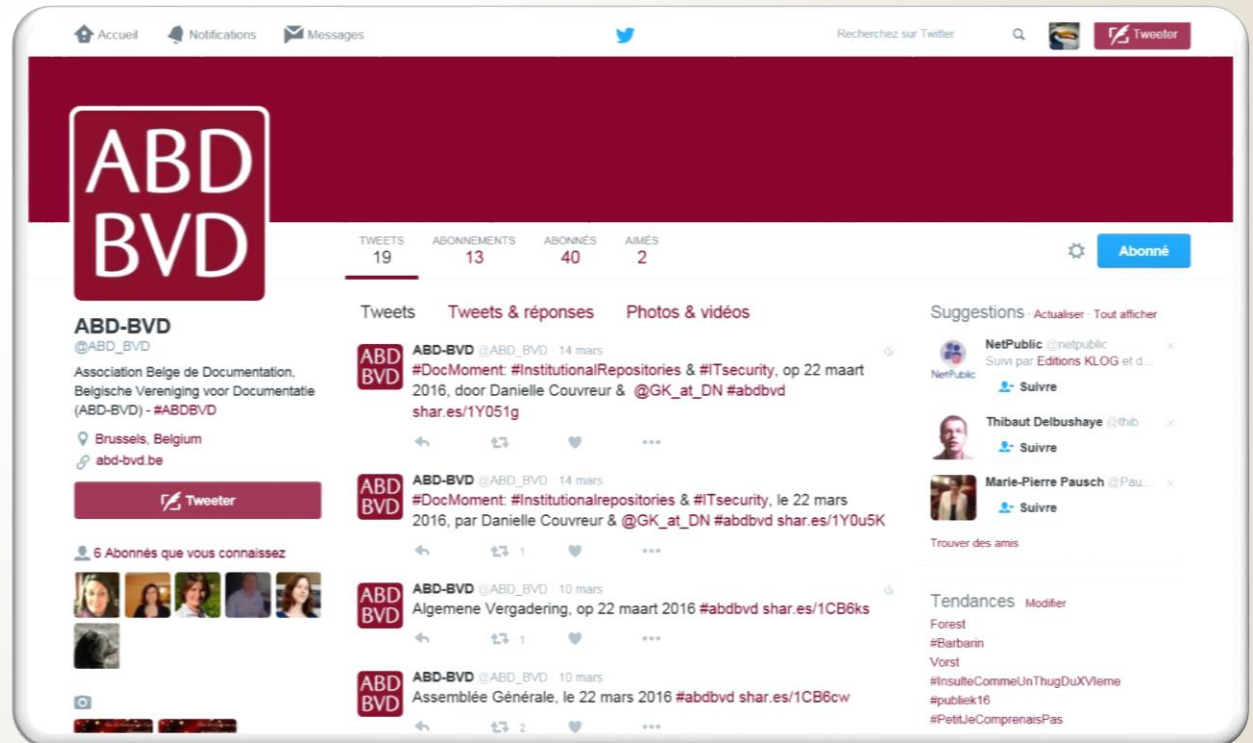 Accueil Notifications Messages Recherchez sur Twitter Tweeter
ABD
BVD
TWEETS ABONNEMENTS ABONNÉS AIMÉS
19 13 40 2
Abonné
ABD-BVD
@ABD_BVD
Association Belge de Documentation,
Belgische Vereniging voor Documentatie
(ABD-BVD) - #ABDBVD
Brussels, Belgium
abd-bvd.be
Tweeter
6 Abonnés que vous connaissez
Tweets Tweets & réponses Photos & vidéos
ABD
BVD
ABD-BVD @ABD_BVD · 14 mars
#DocMoment: #InstitutionalRepositories & #ITsecurity, op 22 maart
2016, door Danielle Couvreur & @GK_at_DN #abdbvd
shar.es/1Y051g
ABD
BVD
ABD-BVD @ABD_BVD · 14 mars
#DocMoment: #Institutionalrepositories & #ITsecurity, le 22 mars
2016, par Danielle Couvreur & @GK_at_DN #abdbvd shar.es/1Y0u5K
1
ABD
BVD
ABD-BVD @ABD_BVD · 10 mars
Algemene Vergadering, op 22 maart 2016 #abdbvd shar.es/1CB6ks
1
ABD
BVD
ABD-BVD @ABD_BVD · 10 mars
Assemblée Générale, le 22 mars 2016 #abdbvd shar.es/1CB6cw
2
Suggestions · Actualiser · Tout afficher
NetPublic @netpublic
Suivi par Editions KLOG et d...
NetPublic
Suivre
Thibaut Delbushaye @thib...
Suivre
Marie-Pierre Pausch @Pau...
Suivre
Trouver des amis
Tendances Modifier
Forest
#Barbarin
Vorst
#InsulteCommeUnThugDuXVIeme
#publiek16
#PetitJeComprenaisPas